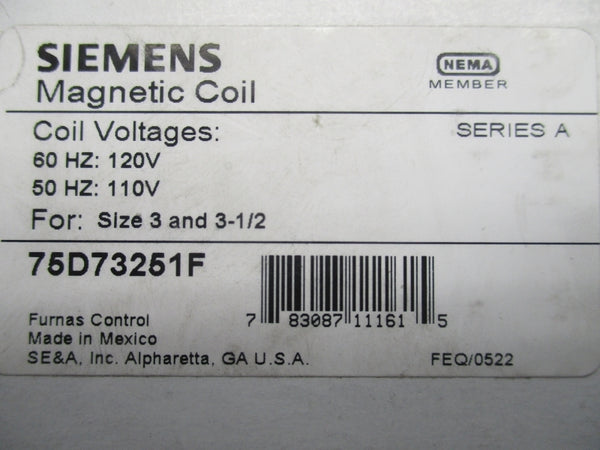 SIEMENS
NEMA
MEMBER
Magnetic Coil
Coil Voltages:
SERIES A
60 HZ: 120V
50 HZ: 110V
For: Size 3 and 3-1/2
75D73251F
7 83087 11161 5
Furnas Control
Made in Mexico
SE&A, Inc. Alpharetta, GA U.S.A.
FEQ/0522